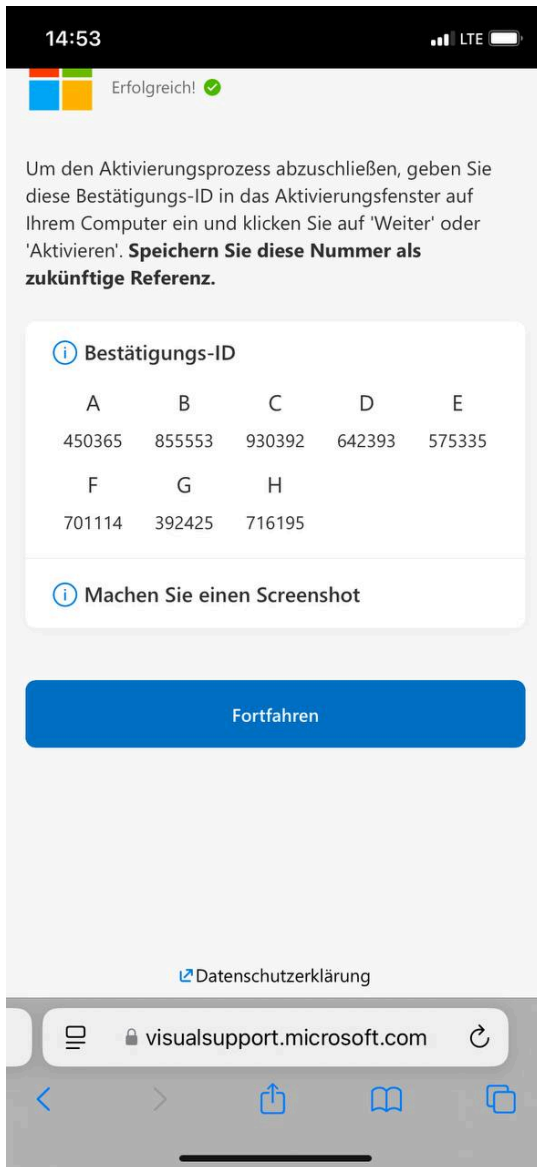 14:53
LTE
Erfolgreich!
Um den Aktivierungsprozess abzuschließen, geben Sie
diese Bestätigungs-ID in das Aktivierungsfenster auf
Ihrem Computer ein und klicken Sie auf 'Weiter' oder
'Aktivieren'. Speichern Sie diese Nummer als
zukünftige Referenz.
Bestätigungs-ID
A B C D E
450365 855553 930392 642393 575335
F G H
701114 392425 716195
Machen Sie einen Screenshot
Fortfahren
Datenschutzerklärung
visualsupport.microsoft.com